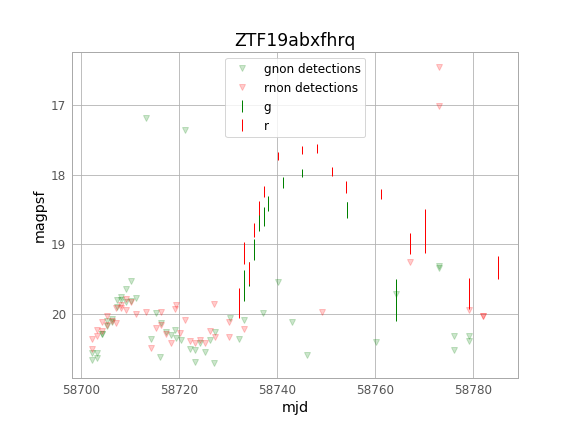 ZTF19abxfhrq
gnon detections
rnon detections
g
r
17
18
19
20
magpsf
58700
58720
58740
58760
58780
mjd